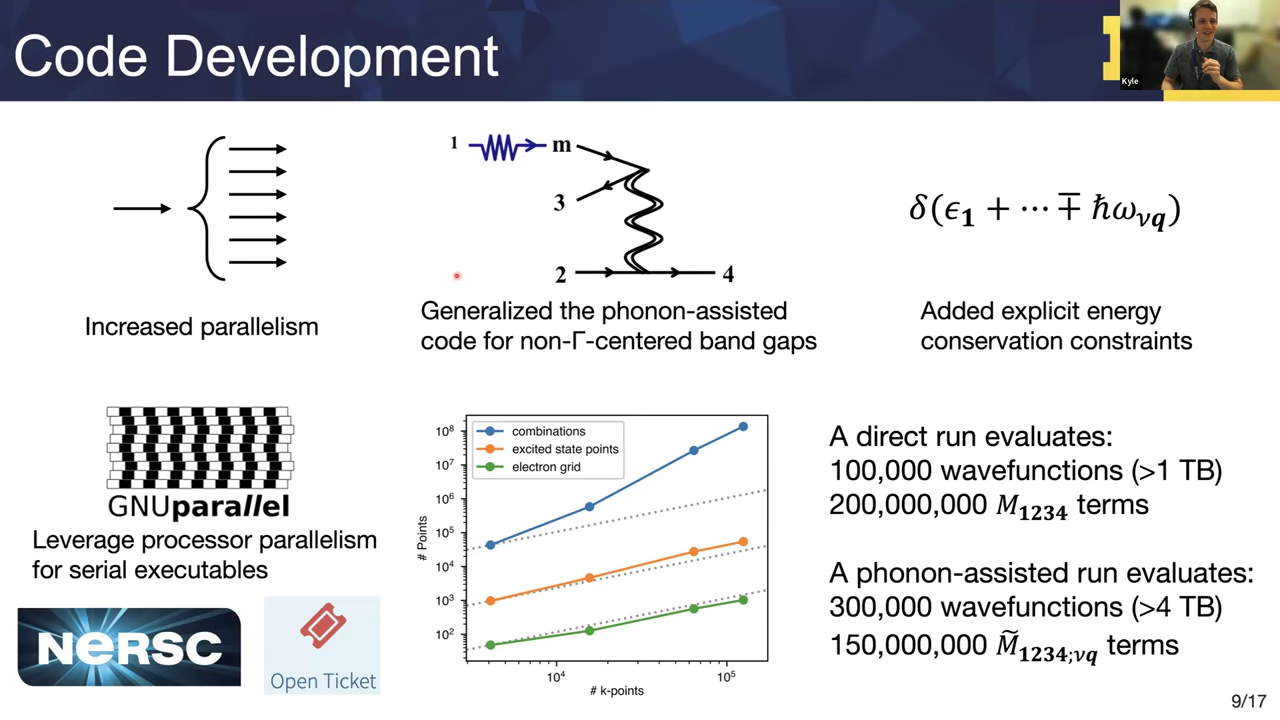 Code Development
Kyle
1
m
3
2
4
δ(ϵ₁ + ⋯ ∓ ℏω_νq)
Increased parallelism
Generalized the phonon-assisted
code for non-Γ-centered band gaps
Added explicit energy
conservation constraints
GNUparallel
Leverage processor parallelism
for serial executables
NERSC
Open Ticket
combinations
excited state points
electron grid
# Points
10⁸
10⁷
10⁶
10⁵
10⁴
10³
10²
10⁴
10⁵
# k-points
A direct run evaluates:
100,000 wavefunctions (>1 TB)
200,000,000 M₁₂₃₄ terms
A phonon-assisted run evaluates:
300,000 wavefunctions (>4 TB)
150,000,000 M̃₁₂₃₄;νq terms
9/17